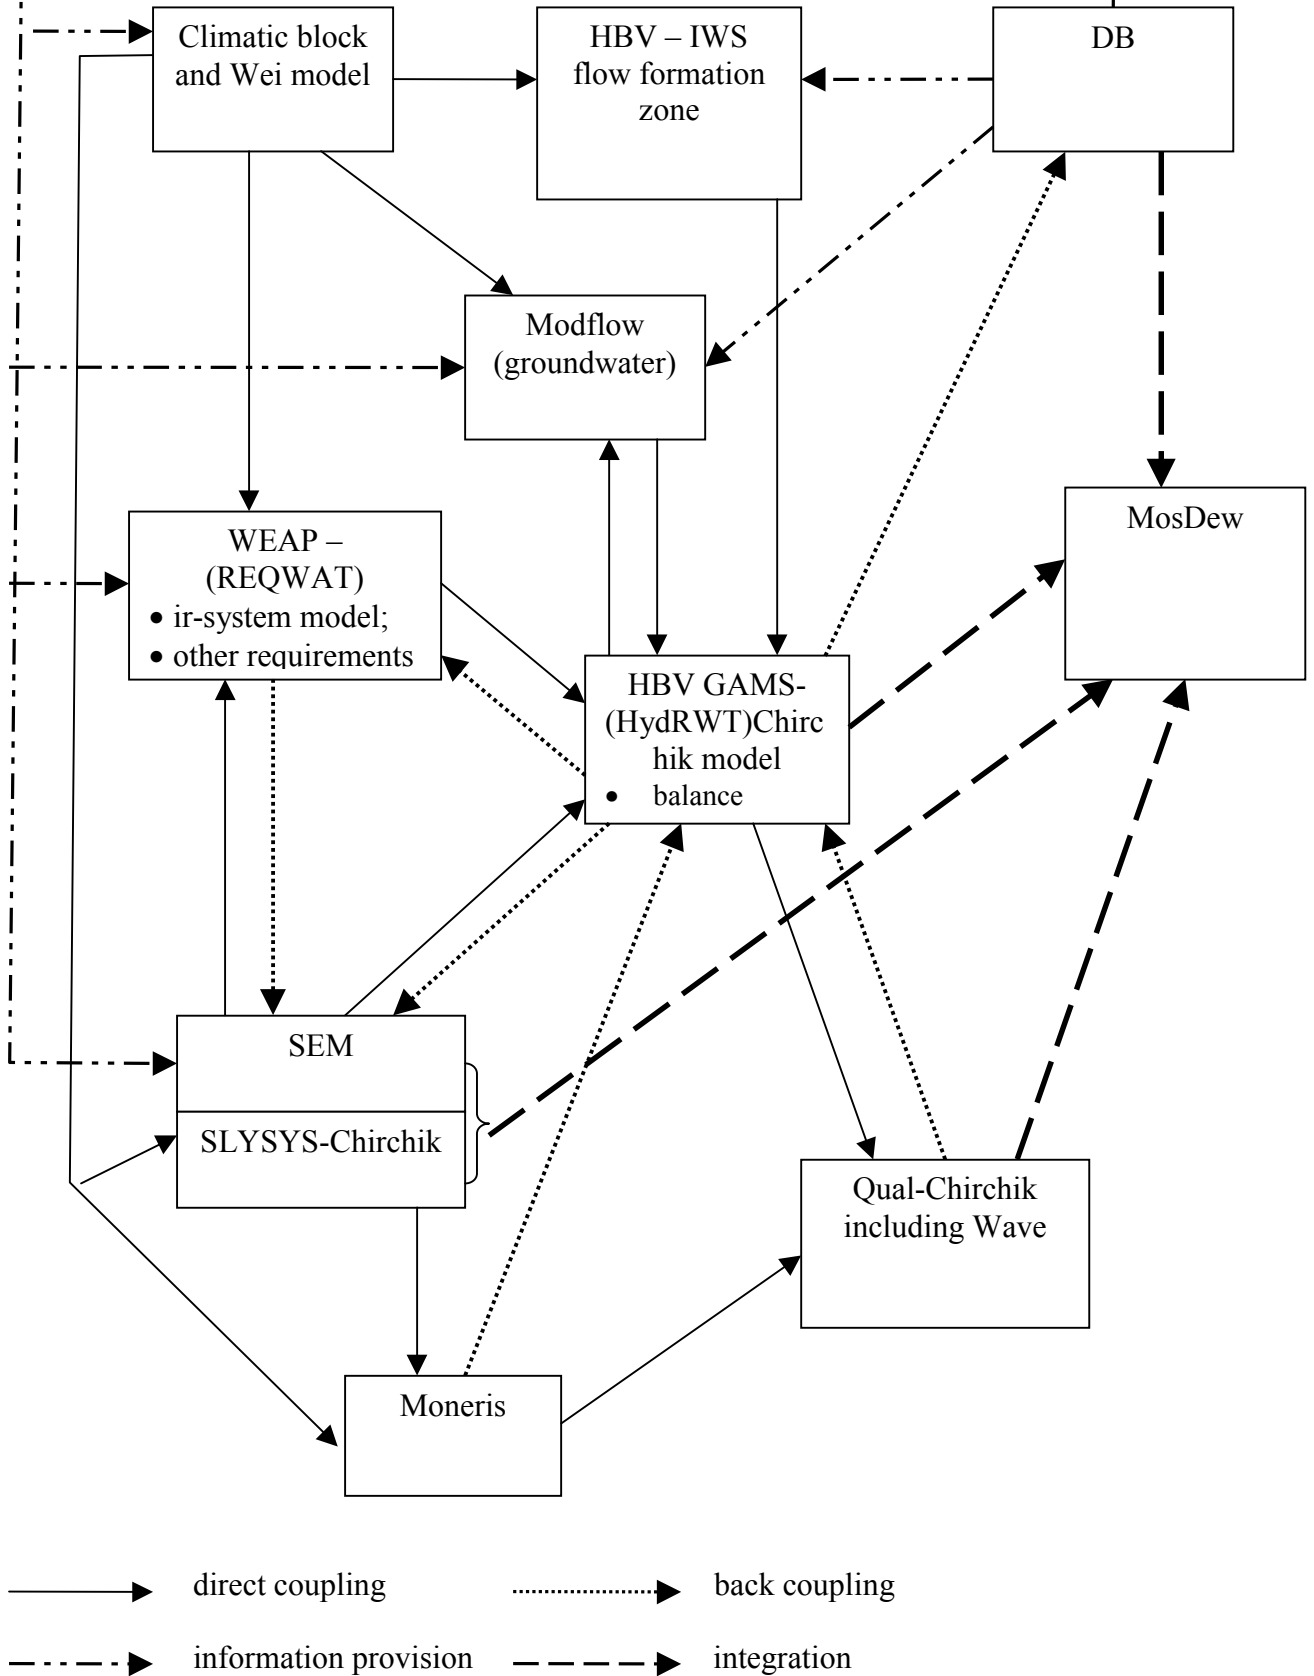 Climatic block
and Wei model
HBV – IWS
flow formation
zone
DB
Modflow
(groundwater)
MosDew
WEAP –
(REQWAT)
• ir-system model;
• other requirements
HBV GAMS-
(HydRWT)Chirc
hik model
• balance
SEM
SLYSYS-Chirchik
Qual-Chirchik
including Wave
Moneris
direct coupling
back coupling
information provision
integration